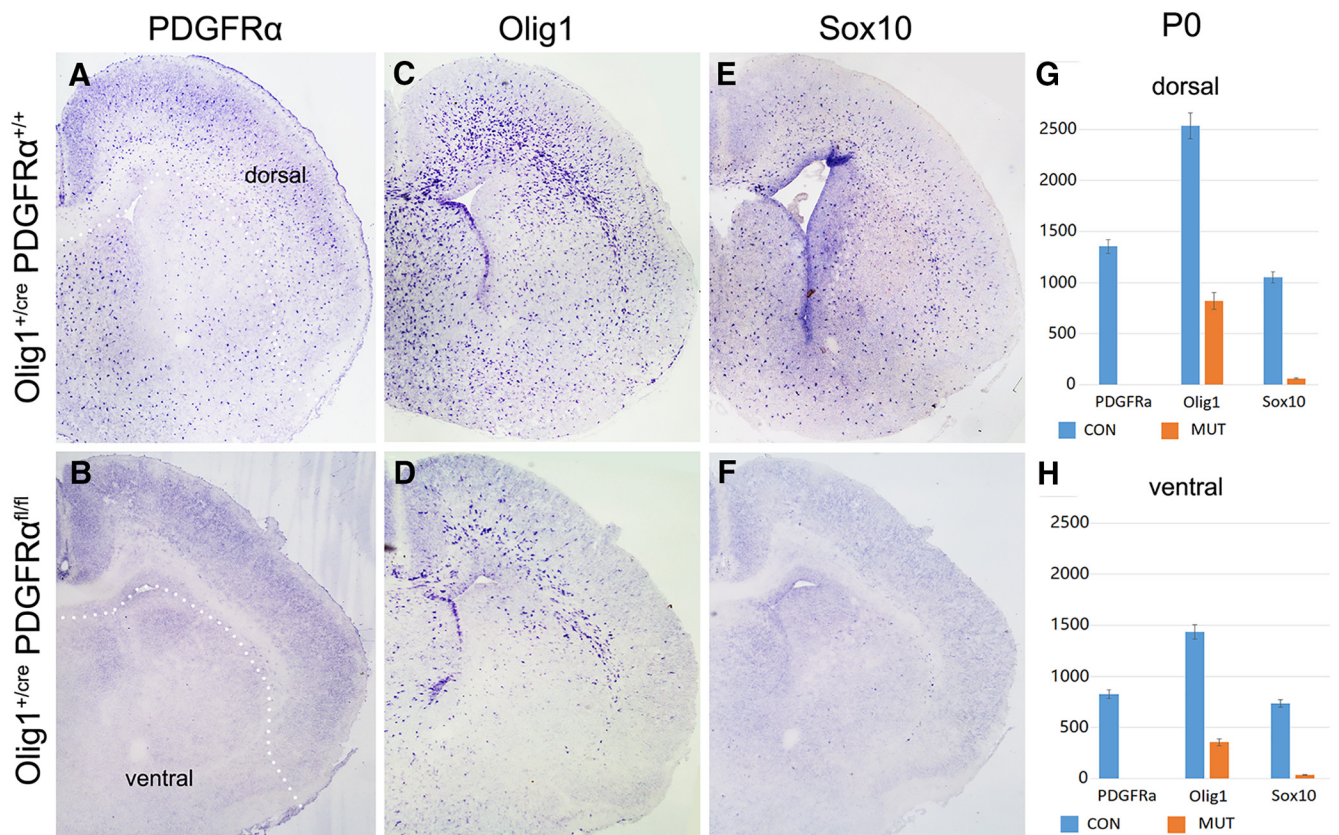 PDGFRα Olig1 Sox10 P0
Olig1+/cre PDGFRα+/+
A
dorsal
C
E
G
dorsal
2500
2000
1500
1000
500
0
PDGFRa Olig1 Sox10
CON MUT
Olig1+/cre PDGFRαfl/fl
B
ventral
D
F
H
ventral
2500
2000
1500
1000
500
0
PDGFRa Olig1 Sox10
CON MUT